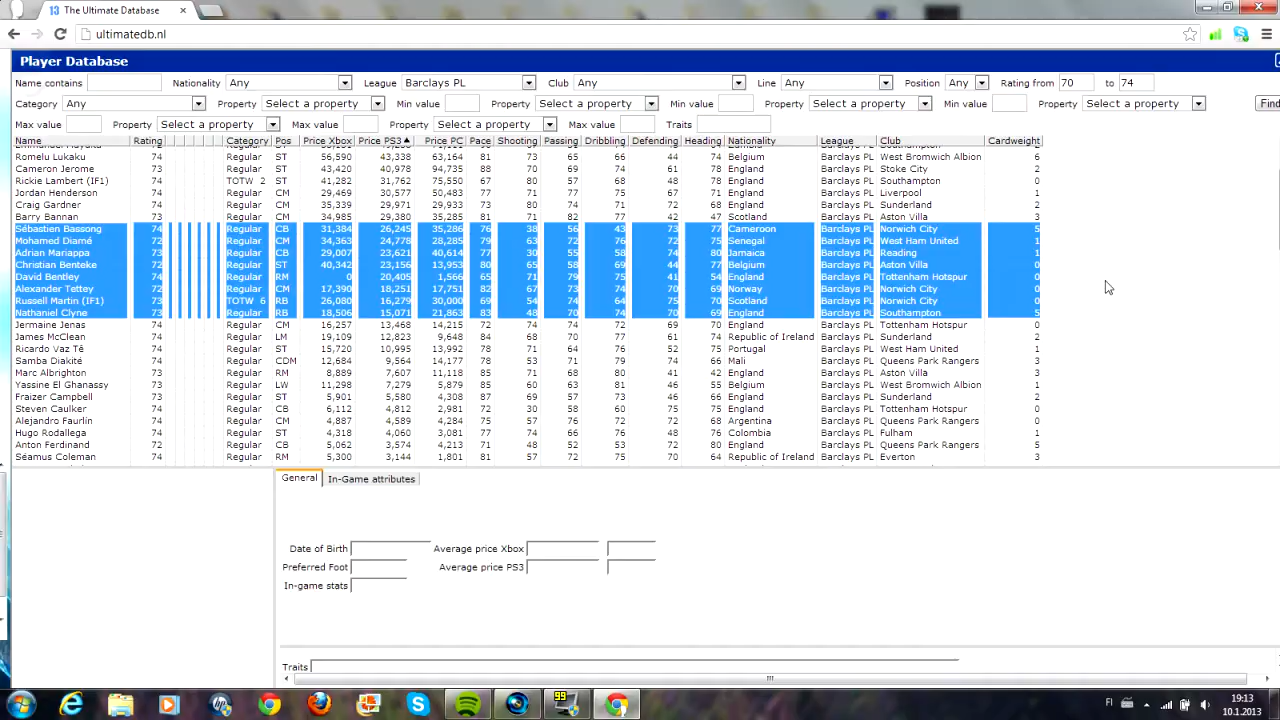 The Ultimate Database
ultimatedb.nl
Player Database
Name contains Nationality Any League Barclays PL Club Any Line Any Position Any Rating from 70 to 74
Category Any Property Select a property Min value Property Select a property Min value Property Select a property Min value Property Select a property Find
Max value Property Select a property Max value Property Select a property Max value Traits
Name Rating Category Pos Price Xbox Price PS3 Price PC Pace Shooting Passing Dribbling Defending Heading Nationality League Club Cardweight
Romelu Lukaku 74 Regular ST 56,590 43,338 63,164 81 73 65 66 44 74 Belgium Barclays PL West Bromwich Albion 6
Cameron Jerome 73 Regular ST 43,420 40,978 94,735 88 70 69 74 61 78 England Barclays PL Stoke City 2
Rickie Lambert (IF1) 74 TOTW 2 ST 41,282 31,762 75,550 67 80 57 68 48 78 England Barclays PL Southampton 0
Jordan Henderson 74 Regular CM 29,469 30,577 50,483 77 71 77 75 67 71 England Barclays PL Liverpool 1
Craig Gardner 74 Regular CM 35,339 29,971 29,933 73 80 74 71 72 68 England Barclays PL Sunderland 2
Barry Bannan 73 Regular CM 34,985 29,380 35,285 81 71 82 77 42 47 Scotland Barclays PL Aston Villa 3
Sébastien Bassong 74 Regular CB 31,384 26,245 35,286 76 38 56 43 73 77 Cameroon Barclays PL Norwich City 5
Mohamed Diamé 72 Regular CM 34,363 24,778 28,285 79 63 72 76 72 75 Senegal Barclays PL West Ham United 1
Adrian Mariappa 73 Regular CB 29,007 23,621 40,614 77 30 55 58 74 80 Jamaica Barclays PL Reading 1
Christian Benteke 72 Regular ST 40,342 23,156 13,953 80 65 58 69 44 77 Belgium Barclays PL Aston Villa 0
David Bentley 74 Regular RM 0 20,405 1,566 66 71 79 75 41 54 England Barclays PL Tottenham Hotspur 0
Alexander Tettey 72 Regular CM 17,390 18,251 17,751 82 67 73 74 70 69 Norway Barclays PL Norwich City 0
Russell Martin (IF1) 73 TOTW 6 RB 26,080 16,279 30,000 69 54 74 64 75 70 Scotland Barclays PL Norwich City 0
Nathaniel Clyne 73 Regular RB 18,506 15,071 21,863 83 48 70 74 70 69 England Barclays PL Southampton 5
Jermaine Jenas 74 Regular CM 16,257 13,468 14,215 72 74 74 72 69 70 England Barclays PL Tottenham Hotspur 0
James McClean 73 Regular LM 19,109 12,823 9,648 84 68 70 77 61 74 Republic of Ireland Barclays PL Sunderland 2
Ricardo Vaz Tê 73 Regular ST 15,720 10,995 13,992 78 71 64 76 52 75 Portugal Barclays PL West Ham United 1
Samba Diakité 74 Regular CDM 12,684 9,564 14,177 78 53 71 79 74 66 Mali Barclays PL Queens Park Rangers 3
Marc Albrighton 73 Regular RM 8,889 7,607 11,118 85 71 68 80 41 42 England Barclays PL Aston Villa 3
Yassine El Ghanassy 73 Regular LW 11,298 7,279 5,879 85 60 63 81 46 55 Belgium Barclays PL West Bromwich Albion 1
Fraizer Campbell 73 Regular ST 5,901 5,580 4,308 87 69 57 73 46 66 England Barclays PL Sunderland 2
Steven Caulker 74 Regular CB 6,112 4,812 2,981 72 30 58 60 75 75 England Barclays PL Tottenham Hotspur 0
Alejandro Faurlín 74 Regular CM 4,887 4,589 4,284 75 57 76 72 72 68 Argentina Barclays PL Queens Park Rangers 2
Hugo Rodallega 74 Regular ST 4,318 4,060 3,081 77 74 66 76 48 76 Colombia Barclays PL Fulham 1
Anton Ferdinand 72 Regular CB 5,062 3,574 4,213 71 48 52 53 72 72 England Barclays PL Queens Park Rangers 5
Séamus Coleman 74 Regular RM 5,300 3,144 1,801 81 57 72 75 70 64 Republic of Ireland Barclays PL Everton 3
General In-Game attributes
Date of Birth Average price Xbox
Preferred Foot Average price PS3
In-game stats
Traits
FI 19:13
10.1.2013